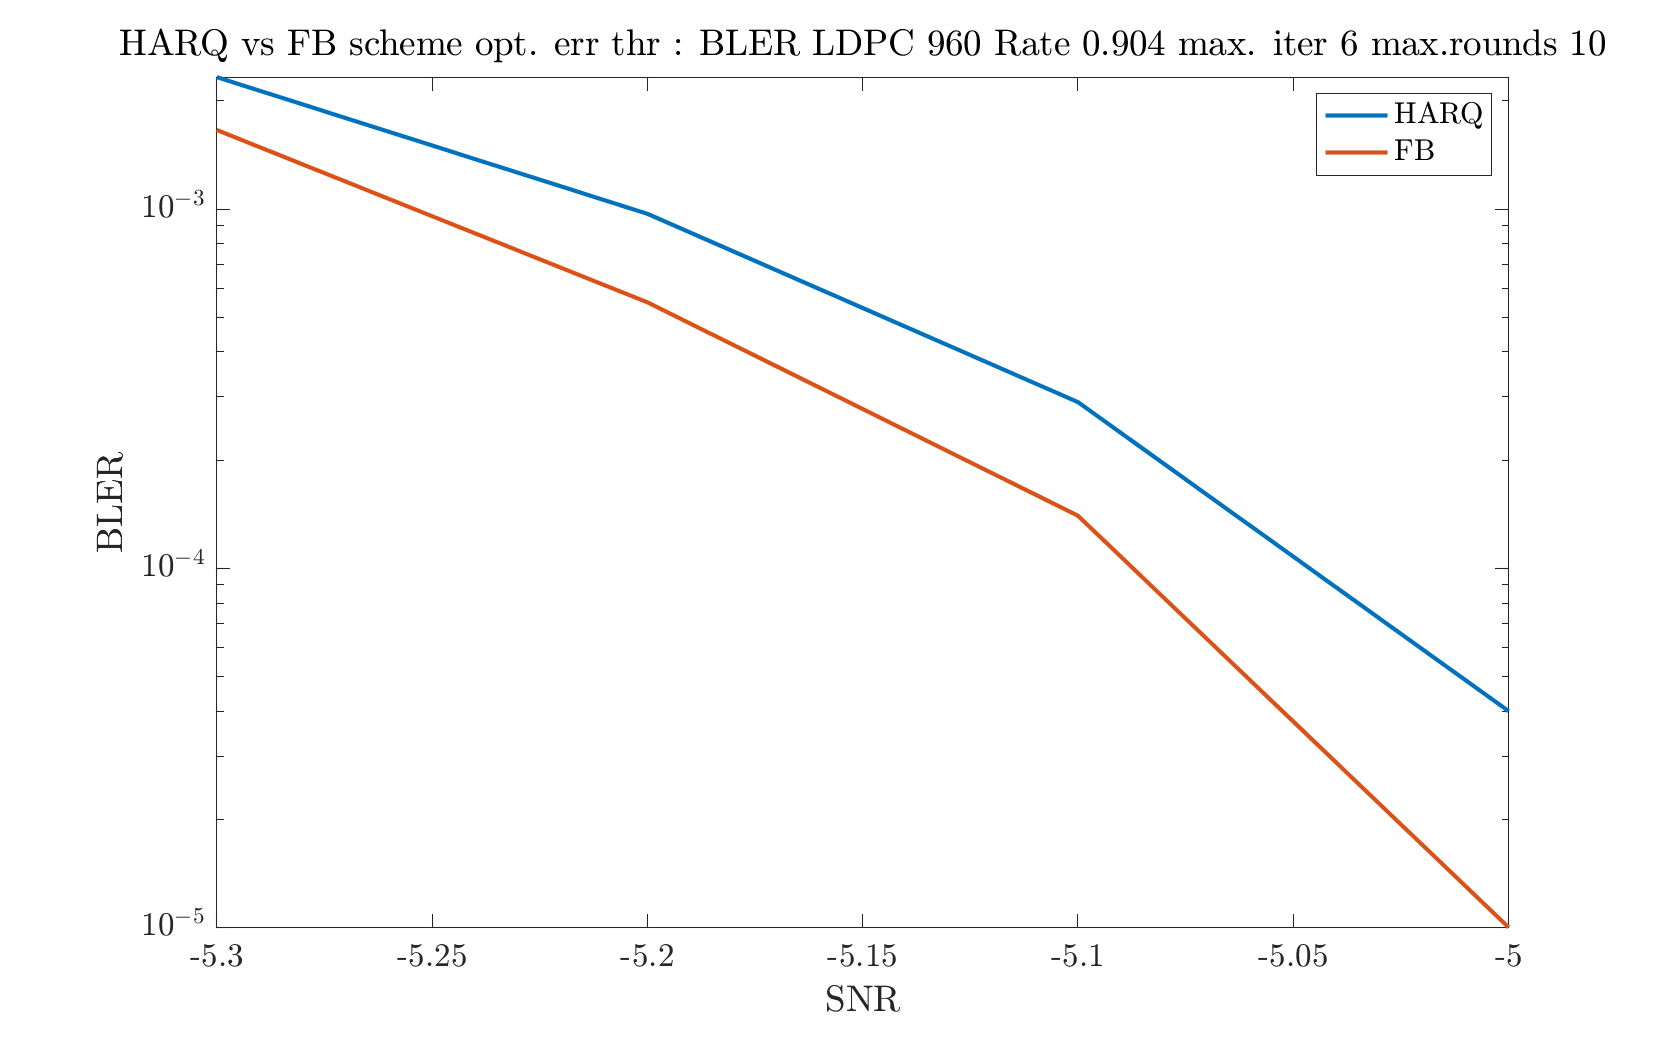 HARQ vs FB scheme opt. err thr : BLER LDPC 960 Rate 0.904 max. iter 6 max.rounds 10
HARQ
FB
10^{-3}
10^{-4}
10^{-5}
BLER
-5.3 -5.25 -5.2 -5.15 -5.1 -5.05 -5
SNR